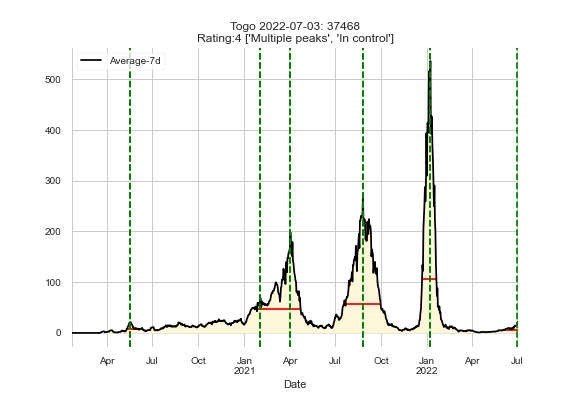 Togo 2022-07-03: 37468
Rating:4 ['Multiple peaks', 'In control']
Average-7d
500
400
300
200
100
0
Apr Jul Oct Jan Apr Jul Oct Jan Apr Jul
2021 2022
Date